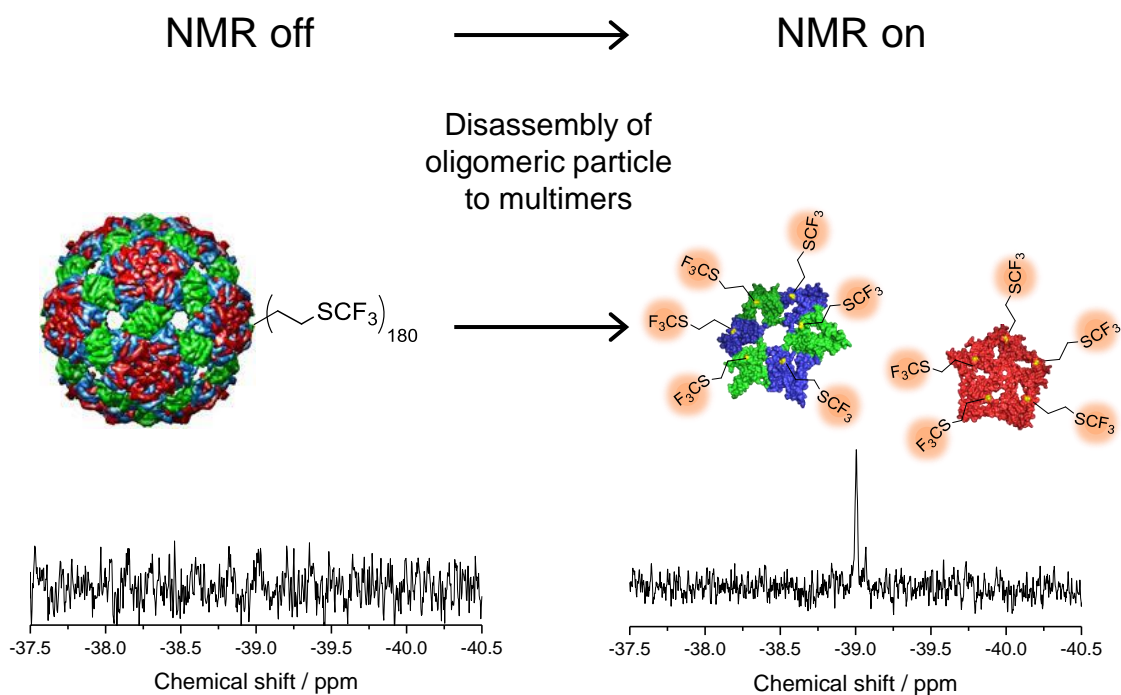 NMR off
NMR on
Disassembly of
oligomeric particle
to multimers
SCF₃
180
SCF₃
F₃CS
SCF₃
F₃CS
F₃CS
SCF₃
SCF₃
SCF₃
F₃CS
F₃CS
SCF₃
-37.5 -38.0 -38.5 -39.0 -39.5 -40.0 -40.5
Chemical shift / ppm
-37.5 -38.0 -38.5 -39.0 -39.5 -40.0 -40.5
Chemical shift / ppm